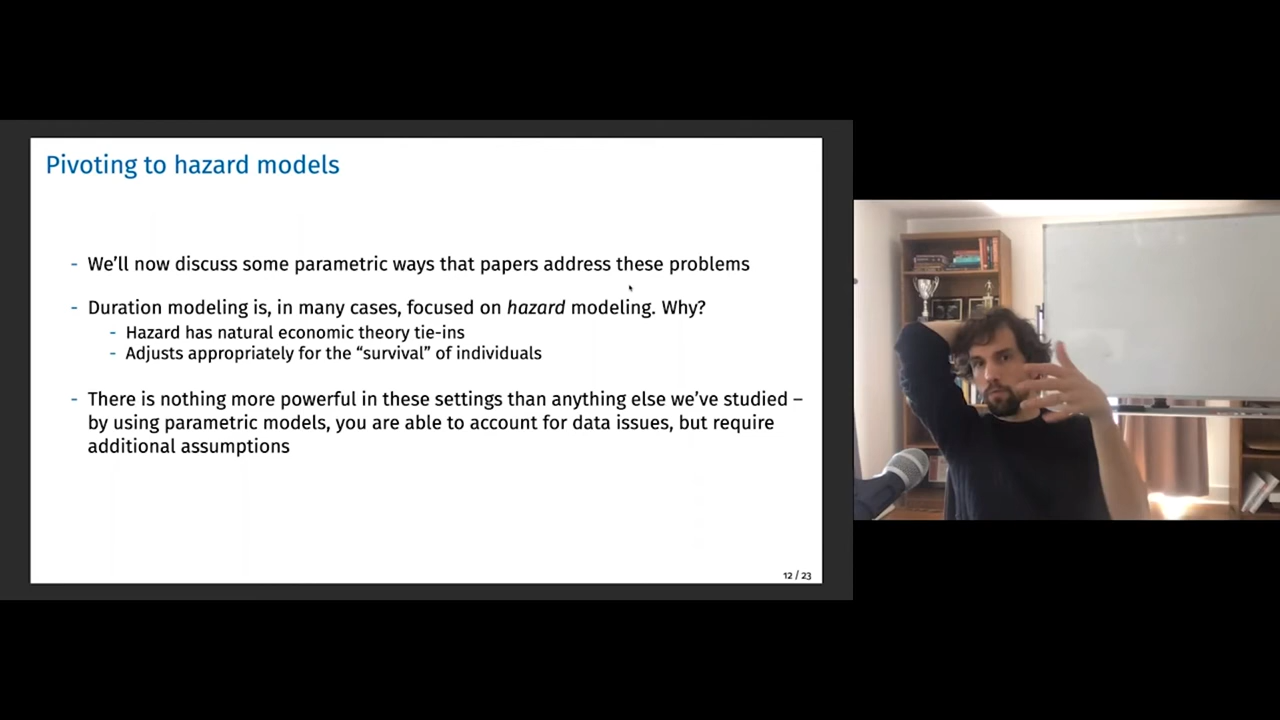 Pivoting to hazard models
- We'll now discuss some parametric ways that papers address these problems
- Duration modeling is, in many cases, focused on hazard modeling. Why?
- Hazard has natural economic theory tie-ins
- Adjusts appropriately for the “survival” of individuals
- There is nothing more powerful in these settings than anything else we've studied –
by using parametric models, you are able to account for data issues, but require
additional assumptions
12 / 23